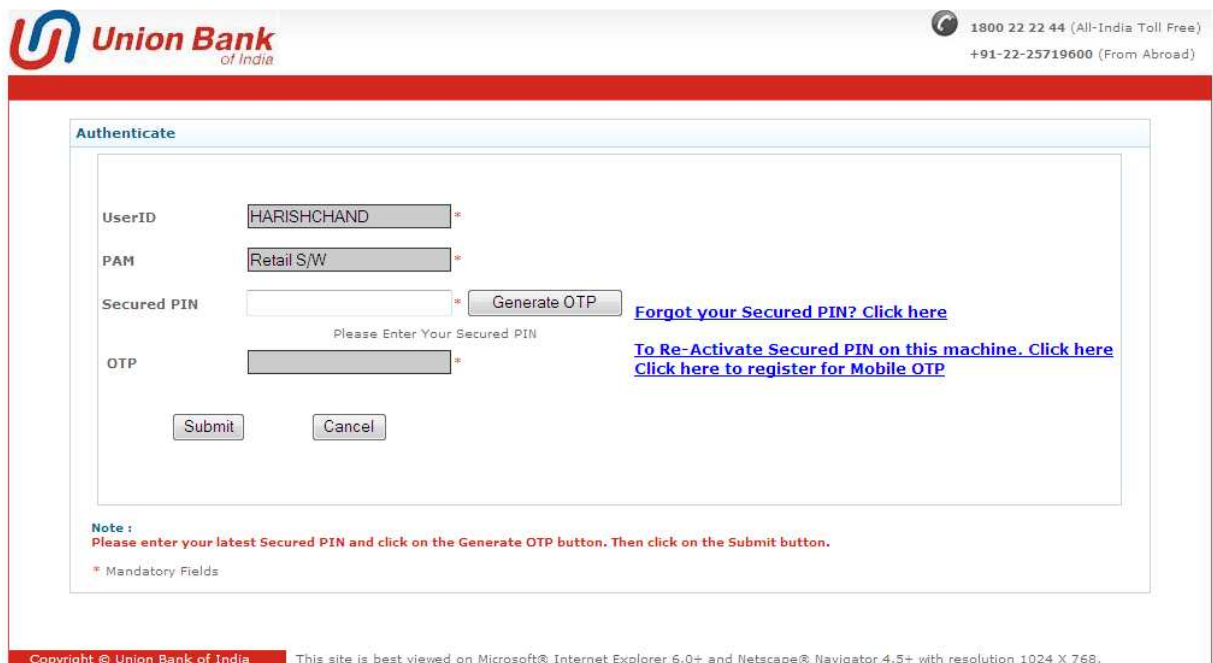 Union Bank
of India
1800 22 22 44 (All-India Toll Free)
+91-22-25719600 (From Abroad)
Authenticate
UserID HARISHCHAND *
PAM Retail S/W *
Secured PIN * Generate OTP Forgot your Secured PIN? Click here
Please Enter Your Secured PIN
OTP * To Re-Activate Secured PIN on this machine. Click here
Click here to register for Mobile OTP
Submit Cancel
Note :
Please enter your latest Secured PIN and click on the Generate OTP button. Then click on the Submit button.
* Mandatory Fields
Copyright © Union Bank of India This site is best viewed on Microsoft® Internet Explorer 6.0+ and Netscape® Navigator 4.5+ with resolution 1024 X 768.